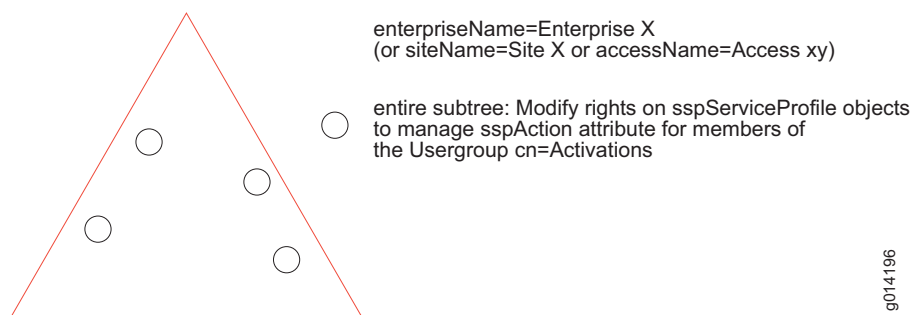 enterpriseName=Enterprise X
(or siteName=Site X or accessName=Access xy)
entire subtree: Modify rights on sspServiceProfile objects
to manage sspAction attribute for members of
the Usergroup cn=Activations
g014196